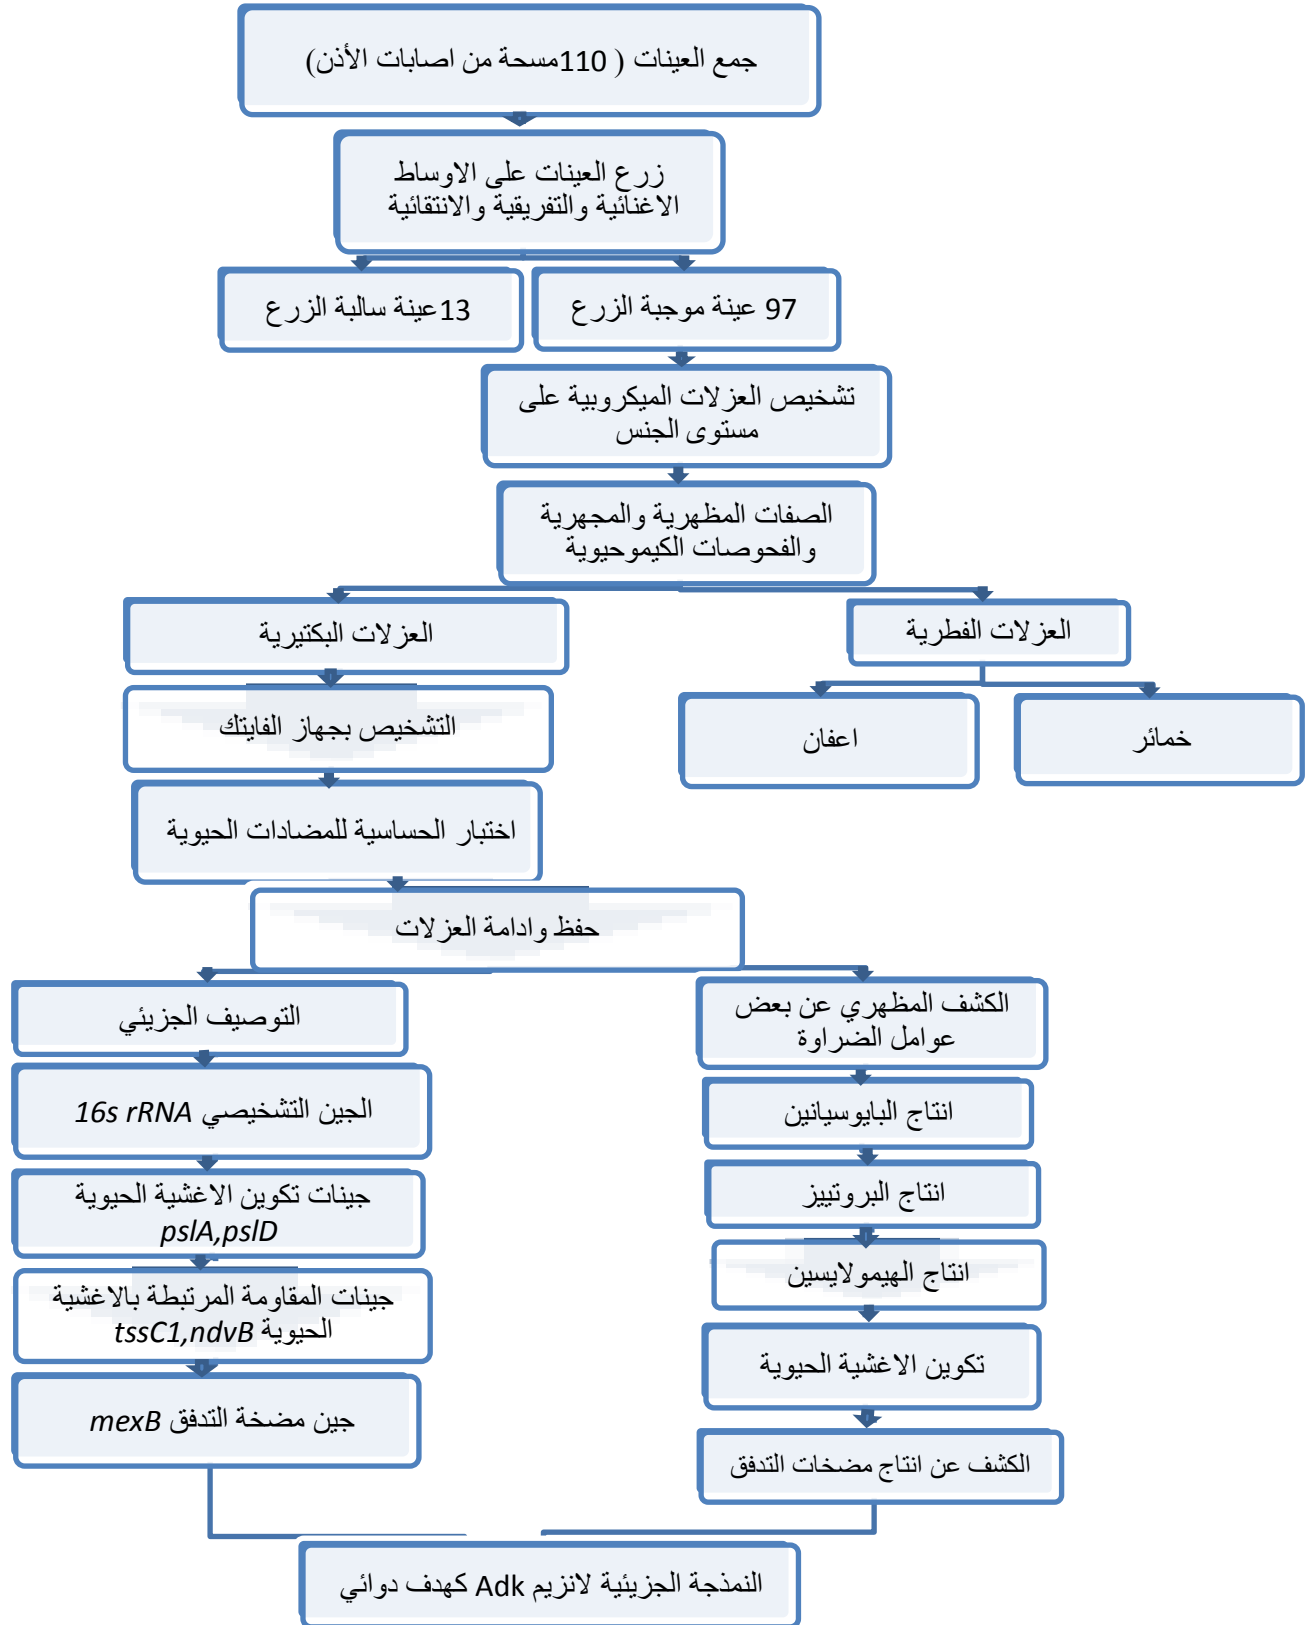 جمع العينات ( 110مسحة من اصابات الأذن)
زرع العينات على الاوساط
الاغنائية والتفريقية والانتقائية
97 عينة موجبة الزرع
13عينة سالبة الزرع
تشخيص العزلات الميكروبية على
مستوى الجنس
الصفات المظهرية والمجهرية
والفحوصات الكيموحيوية
العزلات الفطرية
العزلات البكتيرية
خمائر
اعفان
التشخيص بجهاز الفايتك
اختبار الحساسية للمضادات الحيوية
حفظ وادامة العزلات
الكشف المظهري عن بعض
عوامل الضراوة
انتاج البايوسيانين
انتاج البروتييز
انتاج الهيمولايسين
تكوين الاغشية الحيوية
الكشف عن انتاج مضخات التدفق
التوصيف الجزيئي
الجين التشخيصي 16s rRNA
جينات تكوين الاغشية الحيوية
pslA,pslD
جينات المقاومة المرتبطة بالاغشية
الحيوية tssC1,ndvB
جين مضخة التدفق mexB
النمذجة الجزيئية لانزيم Adk كهدف دوائي